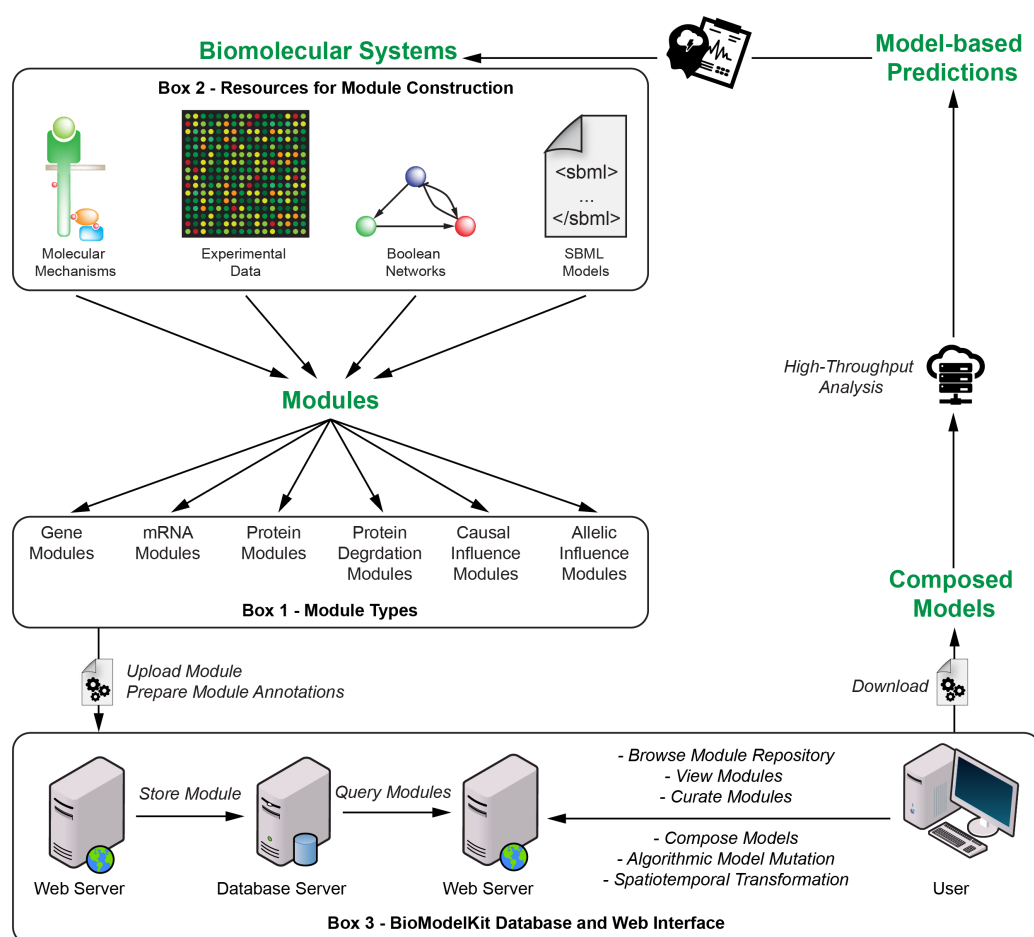 Biomolecular Systems
Model-based
Predictions
Box 2 - Resources for Module Construction
<sbml>
...
</sbml>
Molecular
Mechanisms
Experimental
Data
Boolean
Networks
SBML
Models
High-Throughput
Analysis
Modules
Gene
Modules
mRNA
Modules
Protein
Modules
Protein
Degrdation
Modules
Causal
Influence
Modules
Allelic
Influence
Modules
Box 1 - Module Types
Composed
Models
Upload Module
Prepare Module Annotations
Download
Store Module
Query Modules
- Browse Module Repository
- View Modules
- Curate Modules
- Compose Models
- Algorithmic Model Mutation
- Spatiotemporal Transformation
Web Server
Database Server
Web Server
User
Box 3 - BioModelKit Database and Web Interface